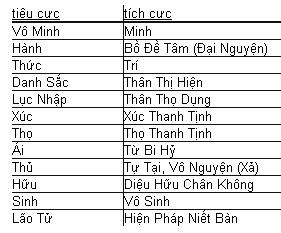 tiêu cực tích cực
Vô Minh Minh
Hành Bồ Đề Tâm (Đại Nguyện)
Thức Trí
Danh Sắc Thân Thị Hiện
Lục Nhập Thân Thọ Dụng
Xúc Xúc Thanh Tịnh
Thọ Thọ Thanh Tịnh
Ái Từ Bi Hỷ
Thủ Tự Tại, Vô Nguyện (Xả)
Hữu Diệu Hữu Chân Không
Sinh Vô Sinh
Lão Tử Hiện Pháp Niết Bàn